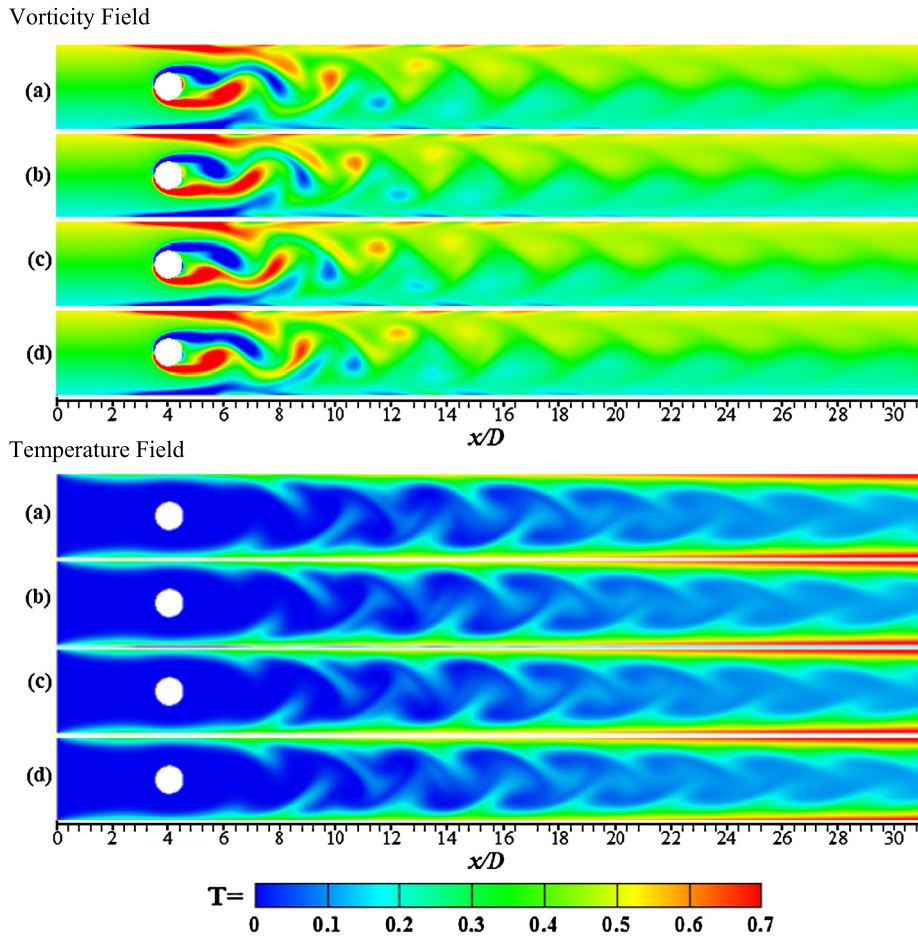 Vorticity Field
(a)
(b)
(c)
(d)
0 2 4 6 8 10 12 14 16 18 20 22 24 26 28 30
x/D
Temperature Field
(a)
(b)
(c)
(d)
0 2 4 6 8 10 12 14 16 18 20 22 24 26 28 30
x/D
T=
0 0.1 0.2 0.3 0.4 0.5 0.6 0.7